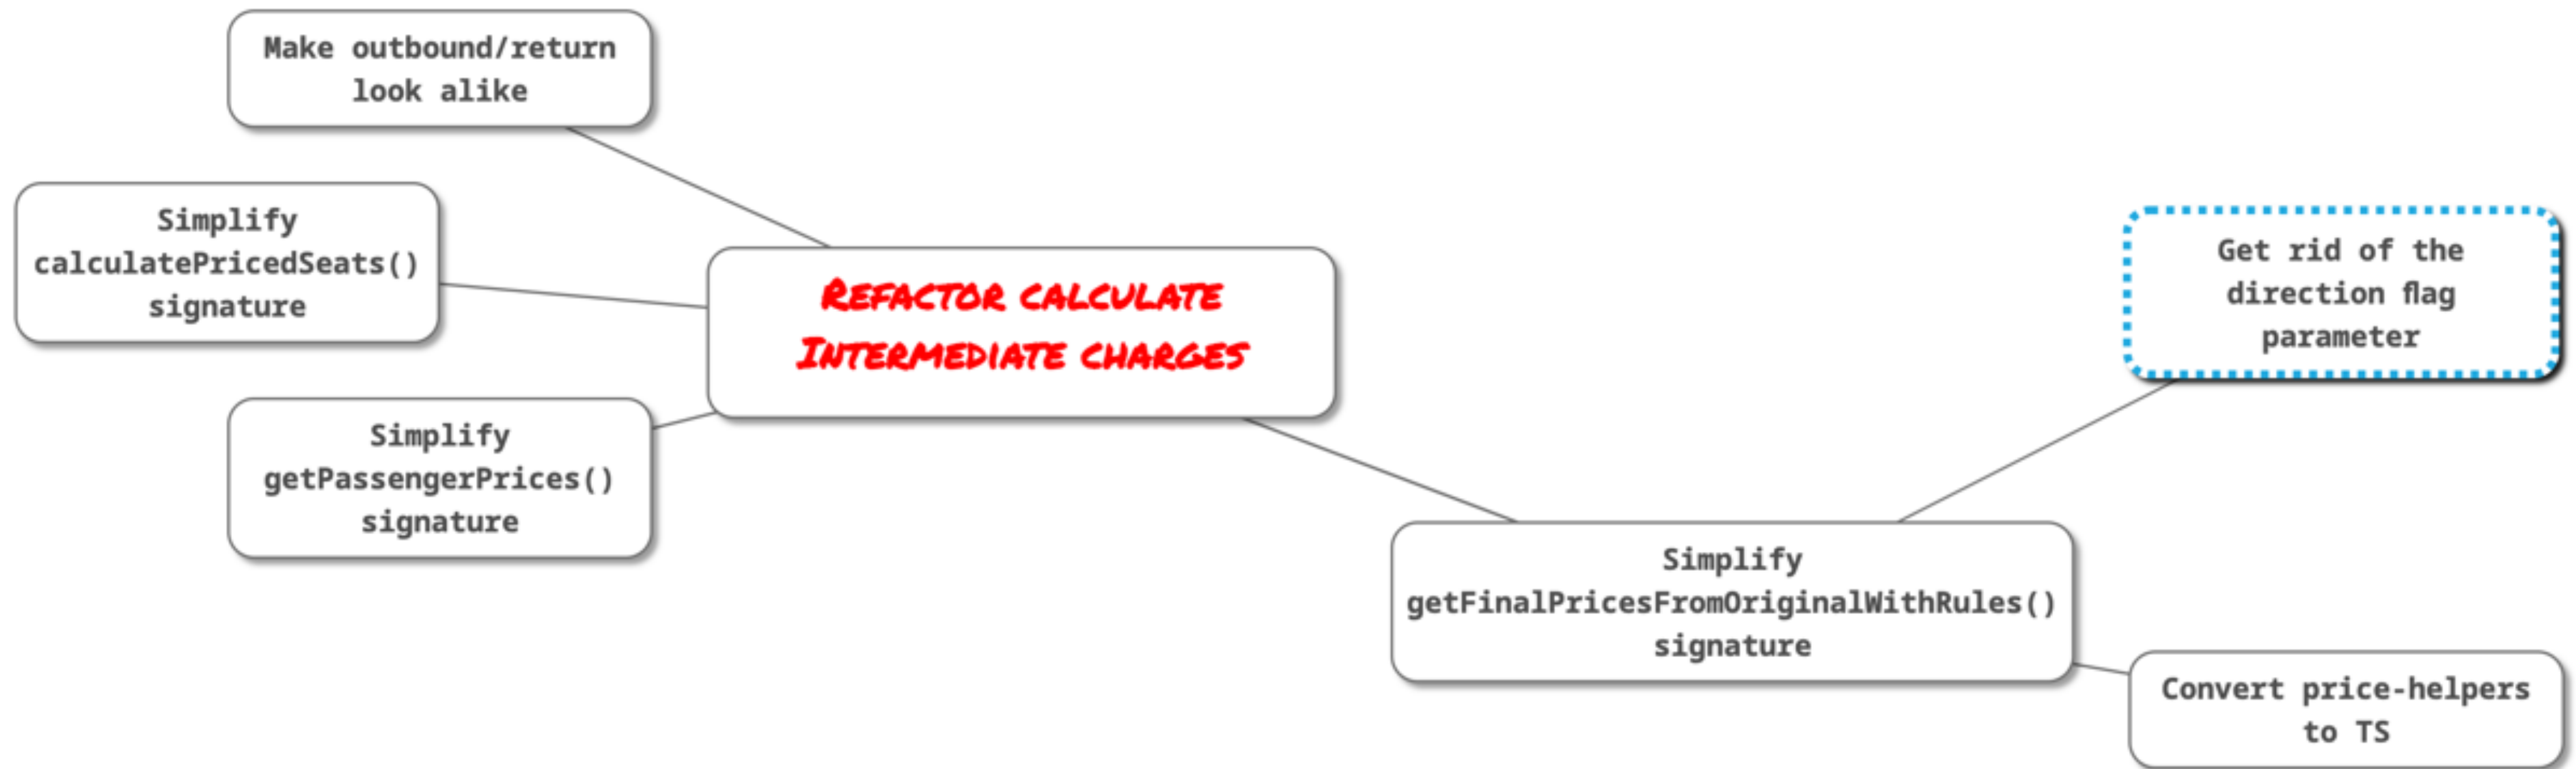 Make outbound/return
look alike
Simplify
calculatePricedSeats()
signature
Refactor calculate
Intermediate charges
Simplify
getPassengerPrices()
signature
Get rid of the
direction flag
parameter
Simplify
getFinalPricesFromOriginalWithRules()
signature
Convert price-helpers
to TS